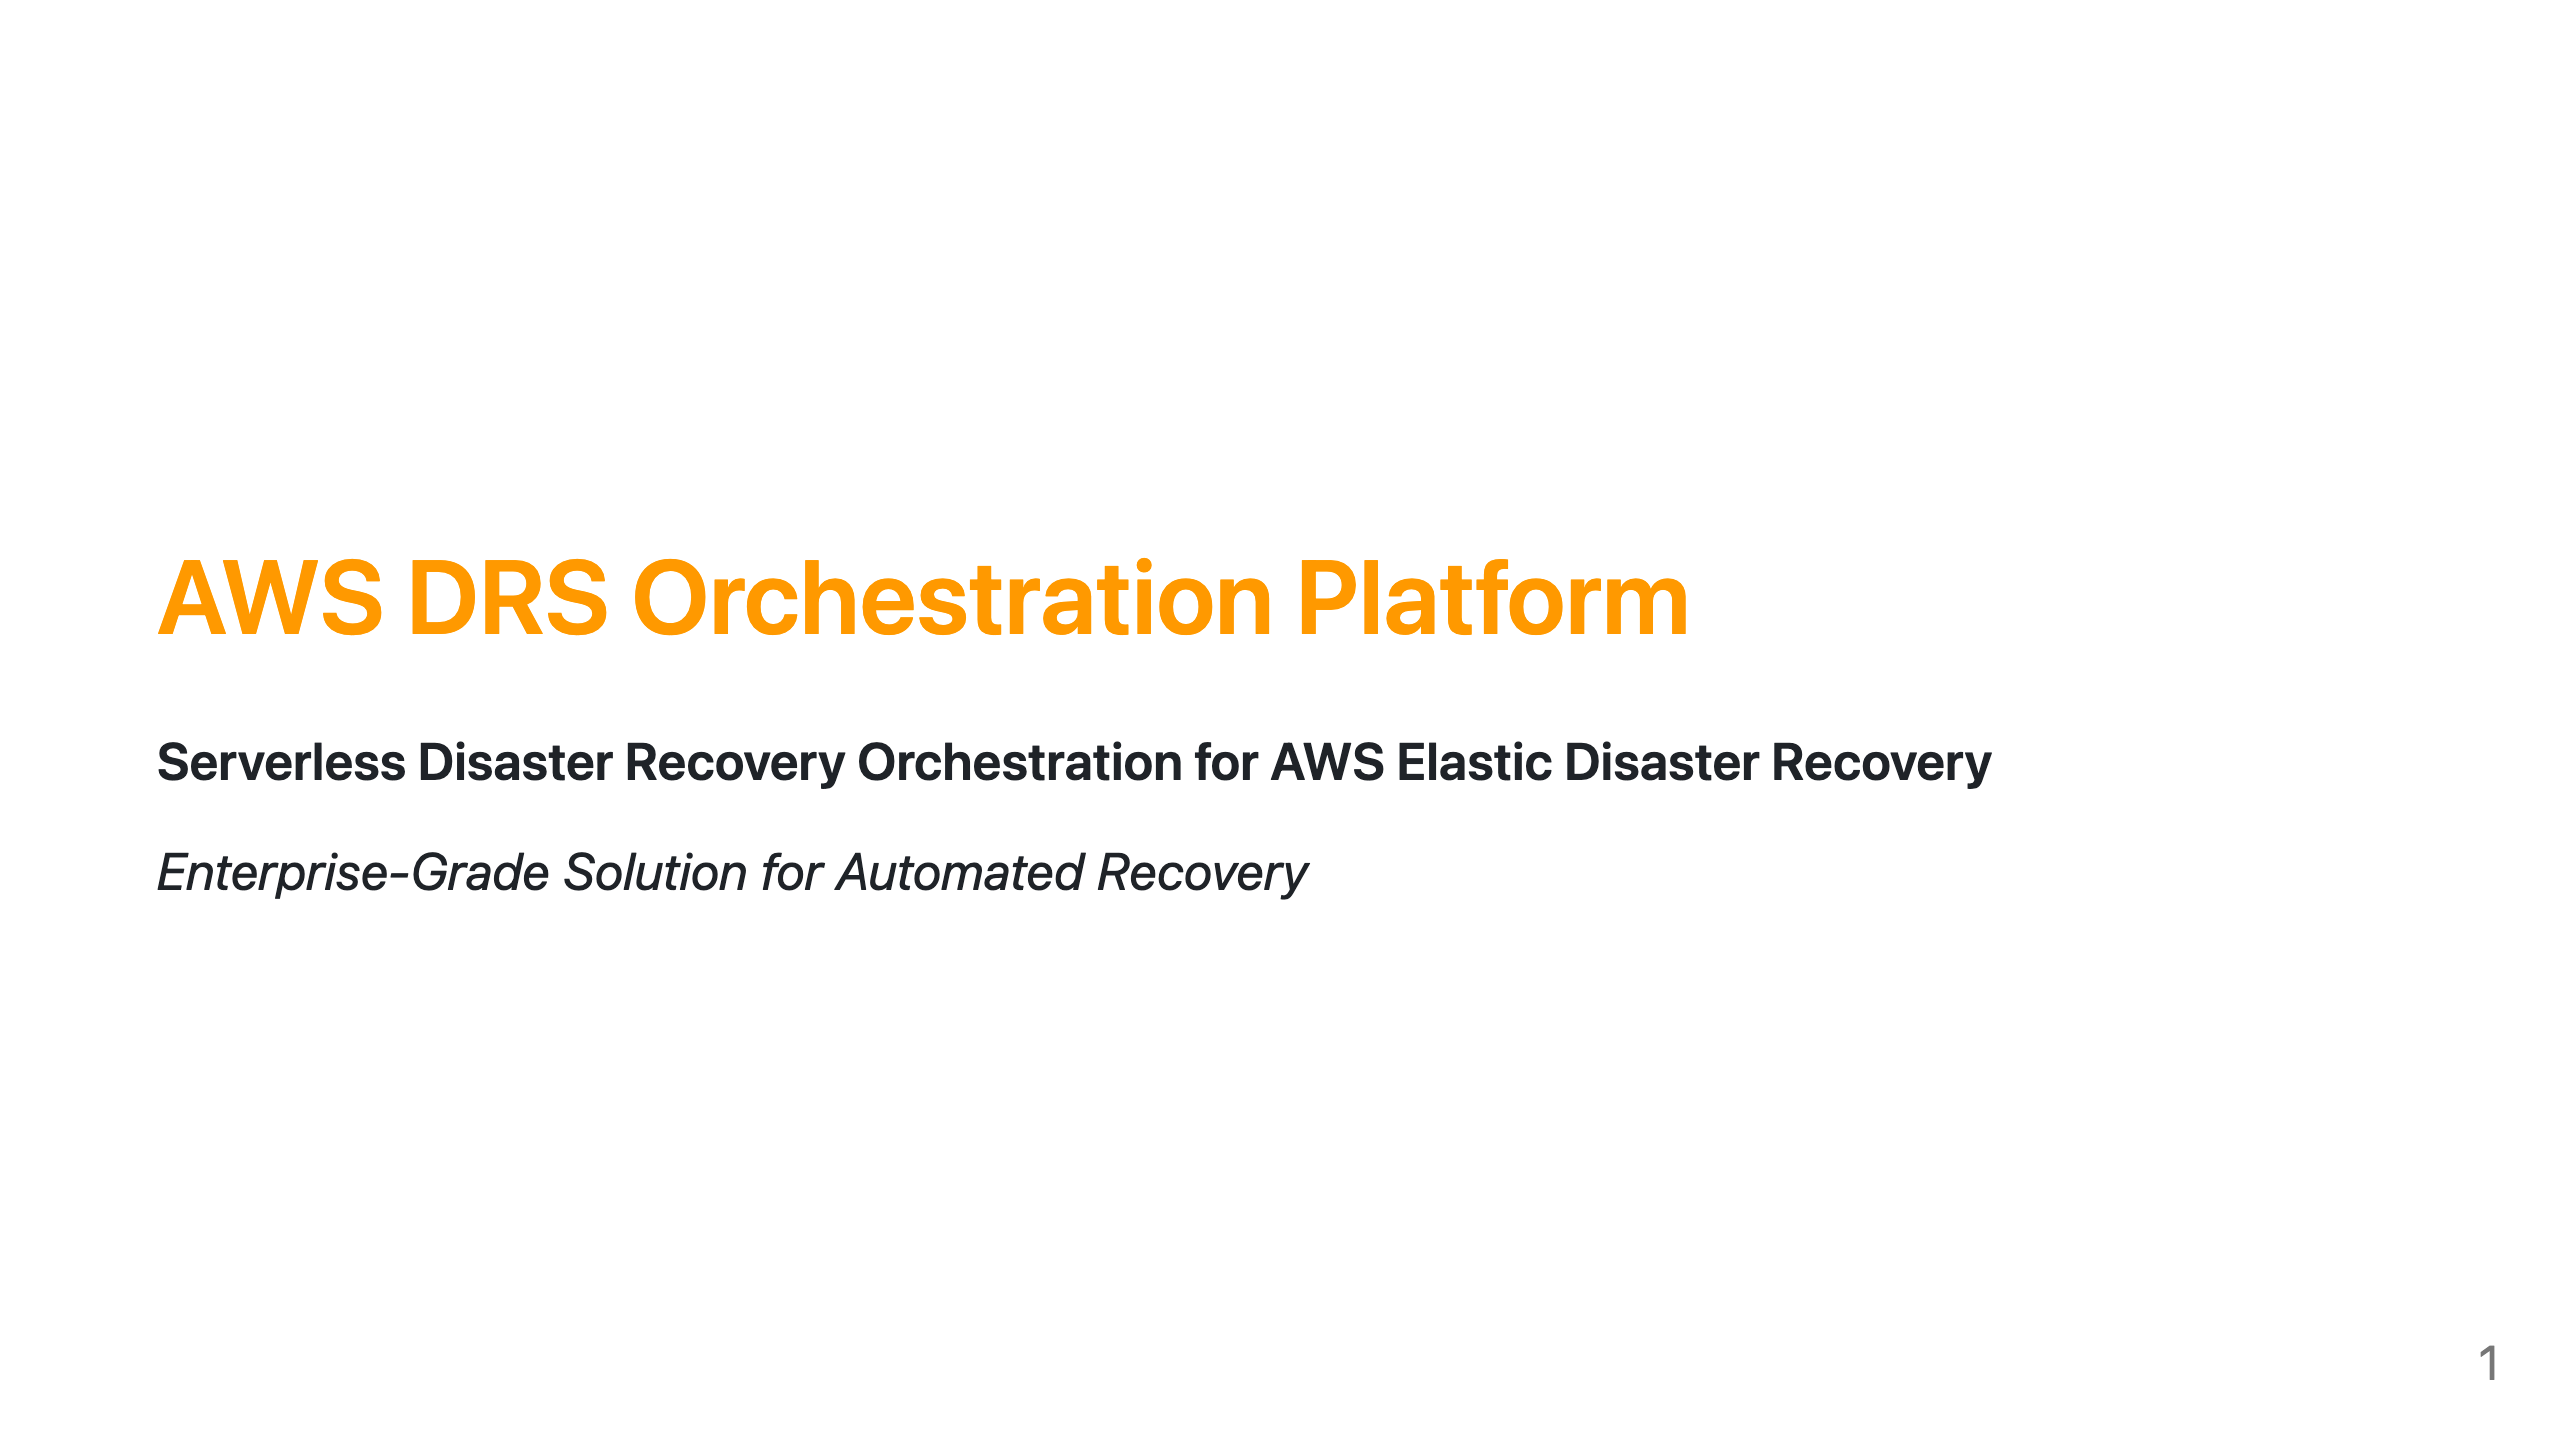 AWS DRS Orchestration Platform
Serverless Disaster Recovery Orchestration for AWS Elastic Disaster Recovery
Enterprise-Grade Solution for Automated Recovery
1